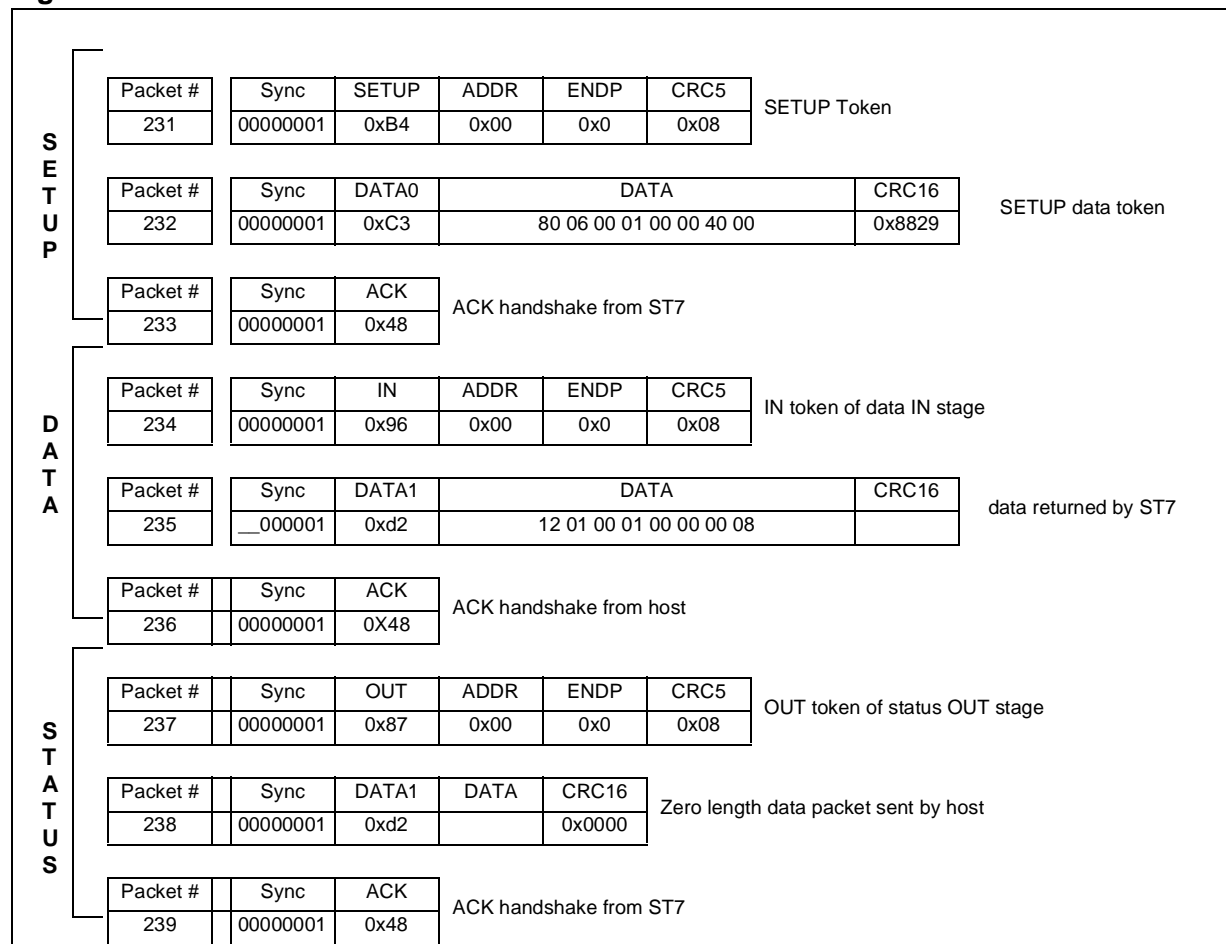 SETUP
Packet # Sync SETUP ADDR ENDP CRC5
231 00000001 0xB4 0x00 0x0 0x08
SETUP Token
Packet # Sync DATA0 DATA CRC16
232 00000001 0xC3 80 06 00 01 00 00 40 00 0x8829
SETUP data token
Packet # Sync ACK
233 00000001 0x48
ACK handshake from ST7
DATA
Packet # Sync IN ADDR ENDP CRC5
234 00000001 0x96 0x00 0x0 0x08
IN token of data IN stage
Packet # Sync DATA1 DATA CRC16
235 __000001 0xd2 12 01 00 01 00 00 00 08
data returned by ST7
Packet # Sync ACK
236 00000001 0X48
ACK handshake from host
STATUS
Packet # Sync OUT ADDR ENDP CRC5
237 00000001 0x87 0x00 0x0 0x08
OUT token of status OUT stage
Packet # Sync DATA1 DATA CRC16
238 00000001 0xd2 0x0000
Zero length data packet sent by host
Packet # Sync ACK
239 00000001 0x48
ACK handshake from ST7